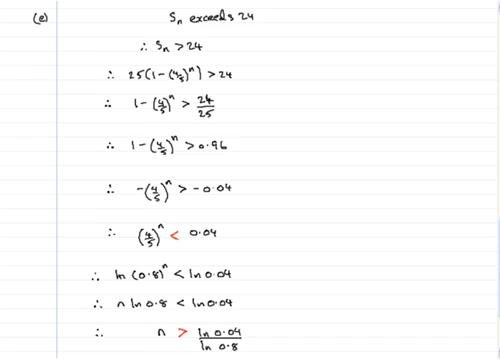 (e) Sₙ exceeds 24
∴ Sₙ > 24
∴ 25(1 - (4/5)ⁿ) > 24
∴ 1 - (4/5)ⁿ > 24/25
∴ 1 - (4/5)ⁿ > 0.96
∴ -(4/5)ⁿ > -0.04
∴ (4/5)ⁿ < 0.04
∴ ln (0.8)ⁿ < ln 0.04
∴ n ln 0.8 < ln 0.04
∴ n > ln 0.04 / ln 0.8